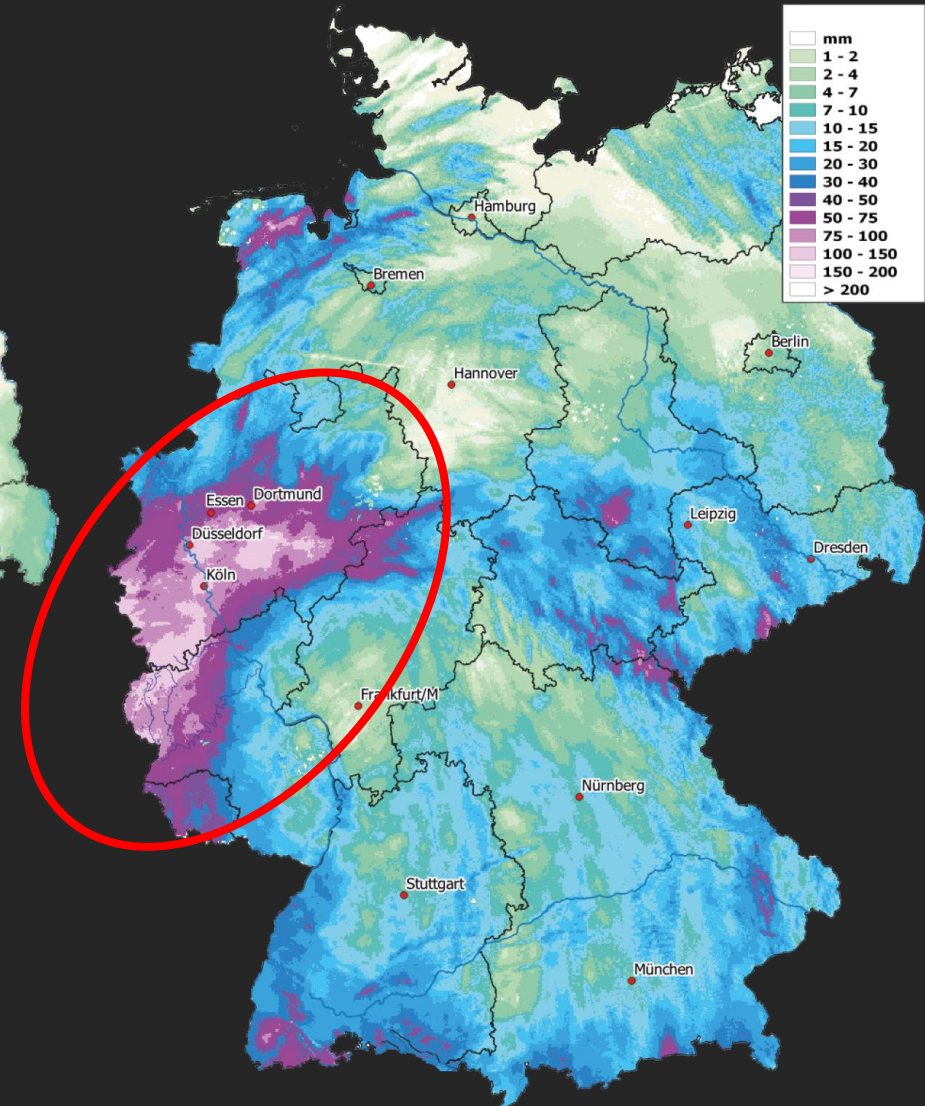 mm
1 - 2
2 - 4
4 - 7
7 - 10
10 - 15
15 - 20
20 - 30
30 - 40
40 - 50
50 - 75
75 - 100
100 - 150
150 - 200
> 200
Hamburg
Bremen
Berlin
Hannover
Essen
Dortmund
Leipzig
Düsseldorf
Dresden
Köln
Frankfurt/M
Nürnberg
Stuttgart
München